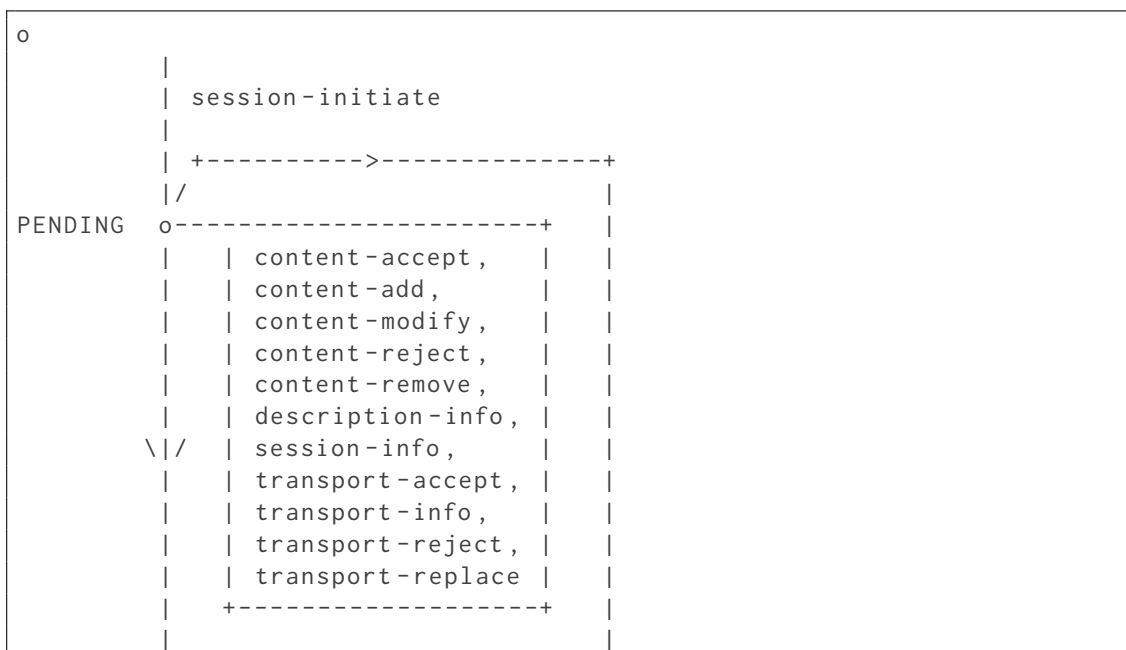 o
|
| session-initiate
|
| +---------->--------------+
|/ |
PENDING o-----------------------+ |
| | content-accept, | |
| | content-add, | |
| | content-modify, | |
| | content-reject, | |
| | content-remove, | |
| | description-info, | |
\|/ | session-info, | |
| | transport-accept, | |
| | transport-info, | |
| | transport-reject, | |
| | transport-replace | |
| +-------------------+ |
| |